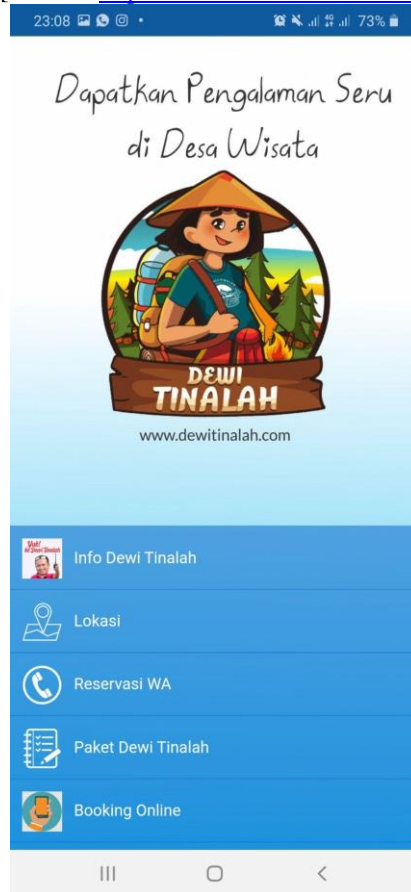 23:08
73%
Dapatkan Pengalaman Seru
di Desa Wisata
DEWI
TINALAH
www.dewitinalah.com
Info Dewi Tinalah
Lokasi
Reservasi WA
Paket Dewi Tinalah
Booking Online